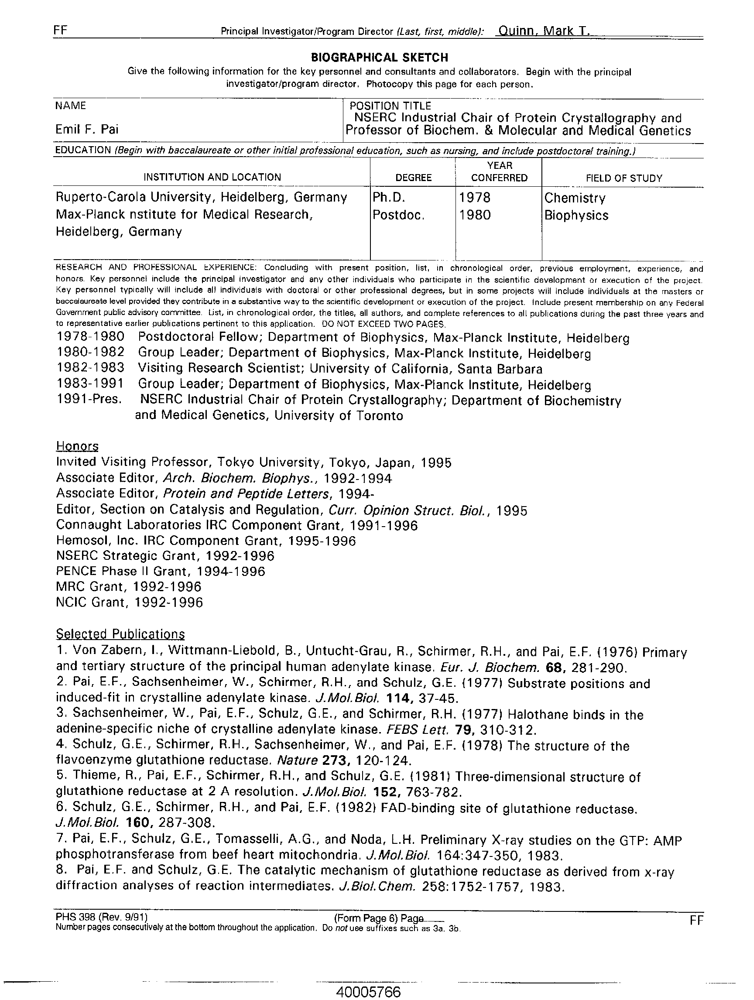 FF Principal Investigator/Program Director (Last, first, middle): Quinn, Mark T.
BIOGRAPHICAL SKETCH
Give the following information for the key personnel and consultants and collaborators. Begin with the principal
investigator/program director. Photocopy this page for each person.
NAME POSITION TITLE
NSERC Industrial Chair of Protein Crystallography and
Emil F. Pai Professor of Biochem. & Molecular and Medical Genetics
EDUCATION (Begin with baccalaureate or other initial professional education, such as nursing, and include postdoctoral training.)
INSTITUTION AND LOCATION DEGREE YEAR CONFERRED FIELD OF STUDY
Ruperto-Carola University, Heidelberg, Germany Ph.D. 1978 Chemistry
Max-Planck nstitute for Medical Research, Postdoc. 1980 Biophysics
Heidelberg, Germany
RESEARCH AND PROFESSIONAL EXPERIENCE: Concluding with present position, list, in chronological order, previous employment, experience, and
honors. Key personnel include the principal investigator and any other individuals who participate in the scientific development or execution of the project.
Key personnel typically will include all individuals with doctoral or other professional degrees, but in some projects will include individuals at the masters or
baccalaureate level provided they contribute in a substantive way to the scientific development or execution of the project. Include present membership on any Federal
Government public advisory committee. List, in chronological order, the titles, all authors, and complete references to all publications during the past three years and
to representative earlier publications pertinent to this application. DO NOT EXCEED TWO PAGES.
1978-1980 Postdoctoral Fellow; Department of Biophysics, Max-Planck Institute, Heidelberg
1980-1982 Group Leader; Department of Biophysics, Max-Planck Institute, Heidelberg
1982-1983 Visiting Research Scientist; University of California, Santa Barbara
1983-1991 Group Leader; Department of Biophysics, Max-Planck Institute, Heidelberg
1991-Pres. NSERC Industrial Chair of Protein Crystallography; Department of Biochemistry
and Medical Genetics, University of Toronto
Honors
Invited Visiting Professor, Tokyo University, Tokyo, Japan, 1995
Associate Editor, Arch. Biochem. Biophys., 1992-1994
Associate Editor, Protein and Peptide Letters, 1994-
Editor, Section on Catalysis and Regulation, Curr. Opinion Struct. Biol., 1995
Connaught Laboratories IRC Component Grant, 1991-1996
Hemosol, Inc. IRC Component Grant, 1995-1996
NSERC Strategic Grant, 1992-1996
PENCE Phase II Grant, 1994-1996
MRC Grant, 1992-1996
NCIC Grant, 1992-1996
Selected Publications
1. Von Zabern, I., Wittmann-Liebold, B., Untucht-Grau, R., Schirmer, R.H., and Pai, E.F. (1976) Primary
and tertiary structure of the principal human adenylate kinase. Eur. J. Biochem. 68, 281-290.
2. Pai, E.F., Sachsenheimer, W., Schirmer, R.H., and Schulz, G.E. (1977) Substrate positions and
induced-fit in crystalline adenylate kinase. J.Mol.Biol. 114, 37-45.
3. Sachsenheimer, W., Pai, E.F., Schulz, G.E., and Schirmer, R.H. (1977) Halothane binds in the
adenine-specific niche of crystalline adenylate kinase. FEBS Lett. 79, 310-312.
4. Schulz, G.E., Schirmer, R.H., Sachsenheimer, W., and Pai, E.F. (1978) The structure of the
flavoenzyme glutathione reductase. Nature 273, 120-124.
5. Thieme, R., Pai, E.F., Schirmer, R.H., and Schulz, G.E. (1981) Three-dimensional structure of
glutathione reductase at 2 A resolution. J.Mol.Biol. 152, 763-782.
6. Schulz, G.E., Schirmer, R.H., and Pai, E.F. (1982) FAD-binding site of glutathione reductase.
J.Mol.Biol. 160, 287-308.
7. Pai, E.F., Schulz, G.E., Tomasselli, A.G., and Noda, L.H. Preliminary X-ray studies on the GTP: AMP
phosphotransferase from beef heart mitochondria. J.Mol.Biol. 164:347-350, 1983.
8. Pai, E.F. and Schulz, G.E. The catalytic mechanism of glutathione reductase as derived from x-ray
diffraction analyses of reaction intermediates. J.Biol.Chem. 258:1752-1757, 1983.
PHS 398 (Rev. 9/91) (Form Page 6) Page FF
Number pages consecutively at the bottom throughout the application. Do not use suffixes such as 3a, 3b.
40005766